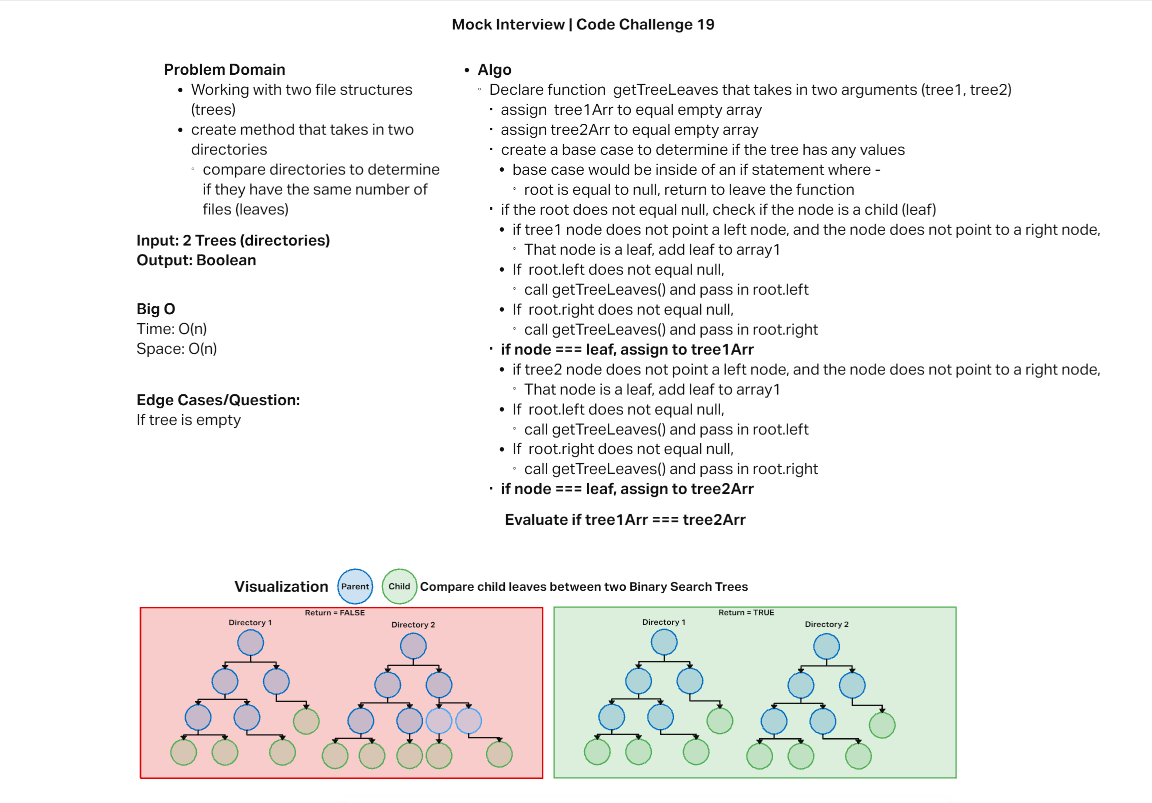 Mock Interview | Code Challenge 19
Problem Domain
• Working with two file structures
(trees)
• create method that takes in two
directories
◦ compare directories to determine
if they have the same number of
files (leaves)
Input: 2 Trees (directories)
Output: Boolean
Big O
Time: O(n)
Space: O(n)
Edge Cases/Question:
If tree is empty
• Algo
◦ Declare function getTreeLeaves that takes in two arguments (tree1, tree2)
· assign tree1Arr to equal empty array
· assign tree2Arr to equal empty array
· create a base case to determine if the tree has any values
• base case would be inside of an if statement where -
◦ root is equal to null, return to leave the function
· if the root does not equal null, check if the node is a child (leaf)
• if tree1 node does not point a left node, and the node does not point to a right node,
◦ That node is a leaf, add leaf to array1
• If root.left does not equal null,
◦ call getTreeLeaves() and pass in root.left
• If root.right does not equal null,
◦ call getTreeLeaves() and pass in root.right
· if node === leaf, assign to tree1Arr
• if tree2 node does not point a left node, and the node does not point to a right node,
◦ That node is a leaf, add leaf to array1
• If root.left does not equal null,
◦ call getTreeLeaves() and pass in root.left
• If root.right does not equal null,
◦ call getTreeLeaves() and pass in root.right
· if node === leaf, assign to tree2Arr
Evaluate if tree1Arr === tree2Arr
Visualization Parent Child Compare child leaves between two Binary Search Trees
Return = FALSE
Directory 1
Directory 2
Return = TRUE
Directory 1
Directory 2